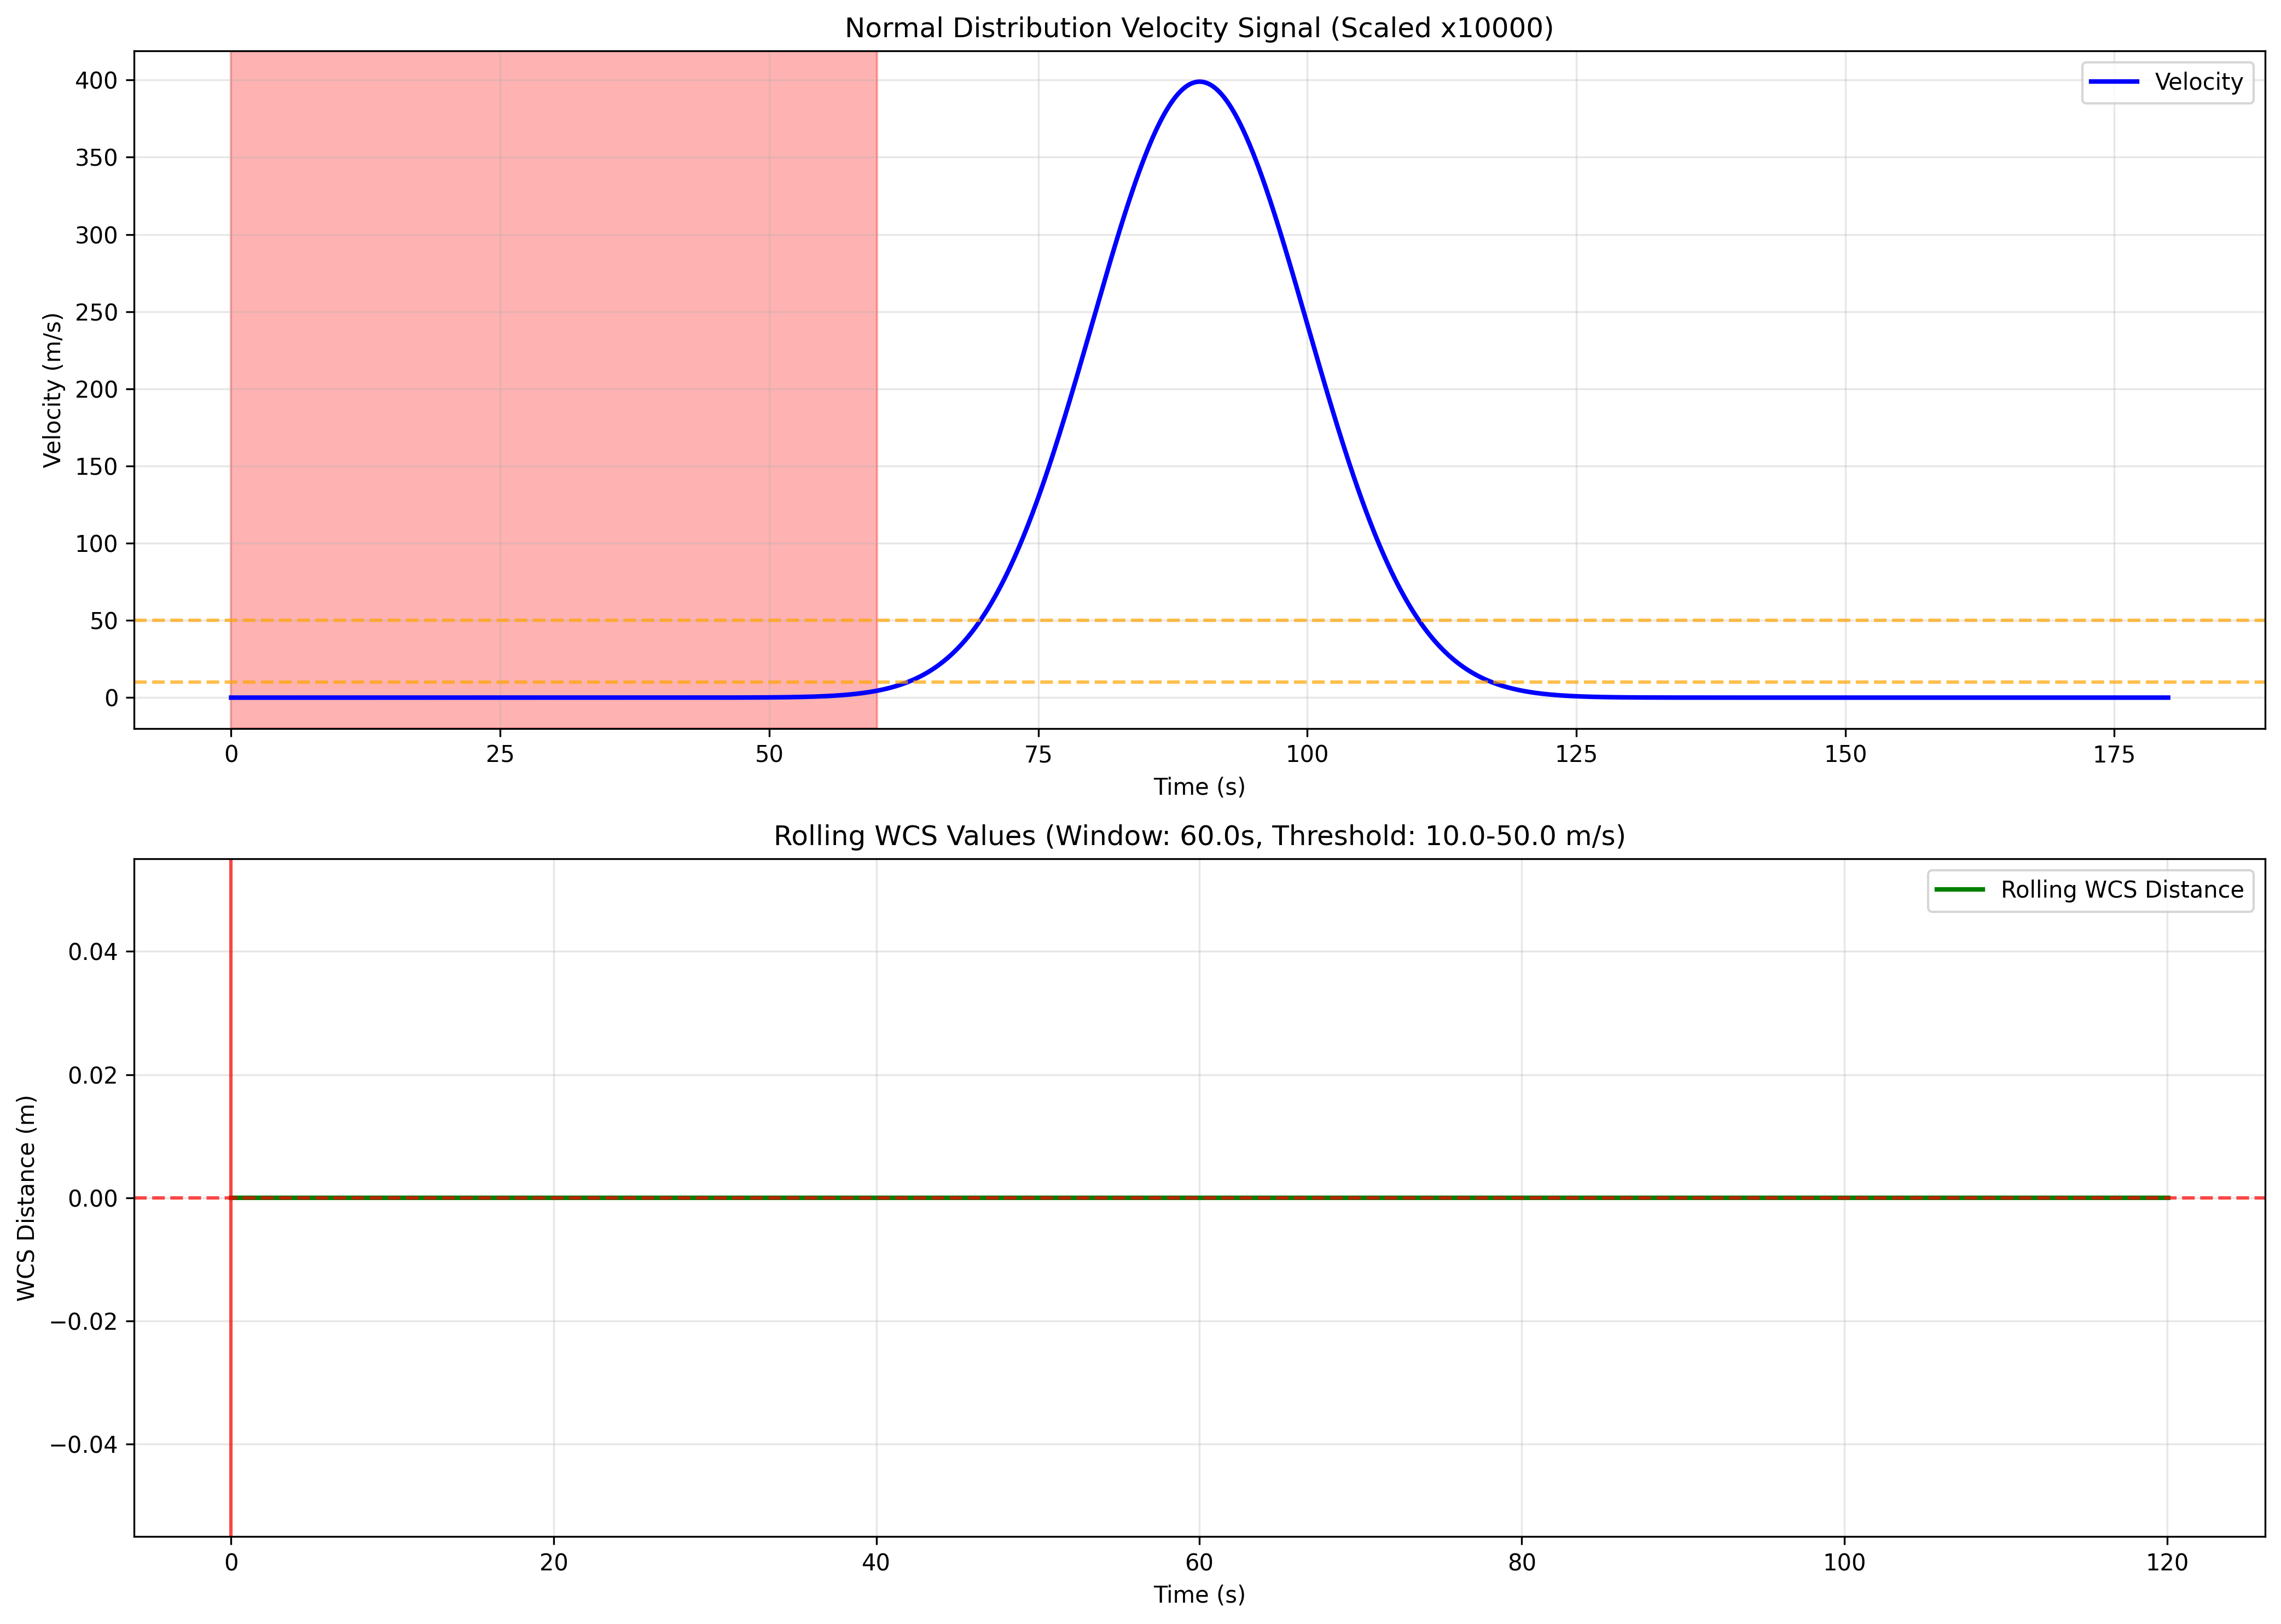 Normal Distribution Velocity Signal (Scaled x10000)
Velocity
Velocity (m/s)
400
350
300
250
200
150
100
50
0
0 25 50 75 100 125 150 175
Time (s)
Rolling WCS Values (Window: 60.0s, Threshold: 10.0-50.0 m/s)
Rolling WCS Distance
WCS Distance (m)
0.04
0.02
0.00
−0.02
−0.04
0 20 40 60 80 100 120
Time (s)